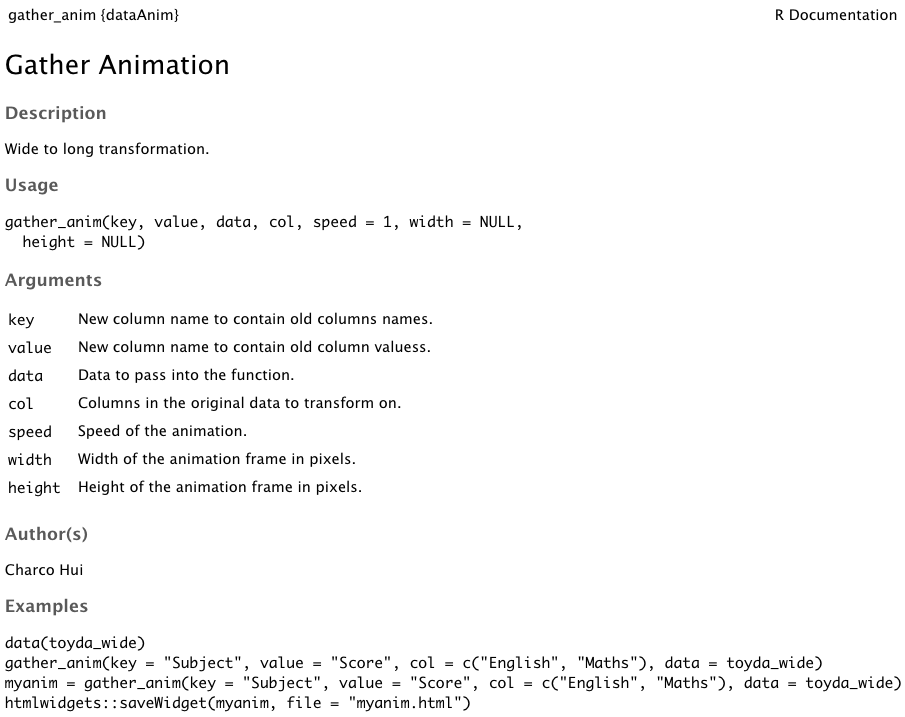 gather_anim {dataAnim} R Documentation
Gather Animation
Description
Wide to long transformation.
Usage
gather_anim(key, value, data, col, speed = 1, width = NULL,
  height = NULL)
Arguments
key New column name to contain old columns names.
value New column name to contain old column valuess.
data Data to pass into the function.
col Columns in the original data to transform on.
speed Speed of the animation.
width Width of the animation frame in pixels.
height Height of the animation frame in pixels.
Author(s)
Charco Hui
Examples
data(toyda_wide)
gather_anim(key = "Subject", value = "Score", col = c("English", "Maths"), data = toyda_wide)
myanim = gather_anim(key = "Subject", value = "Score", col = c("English", "Maths"), data = toyda_wide)
htmlwidgets::saveWidget(myanim, file = "myanim.html")